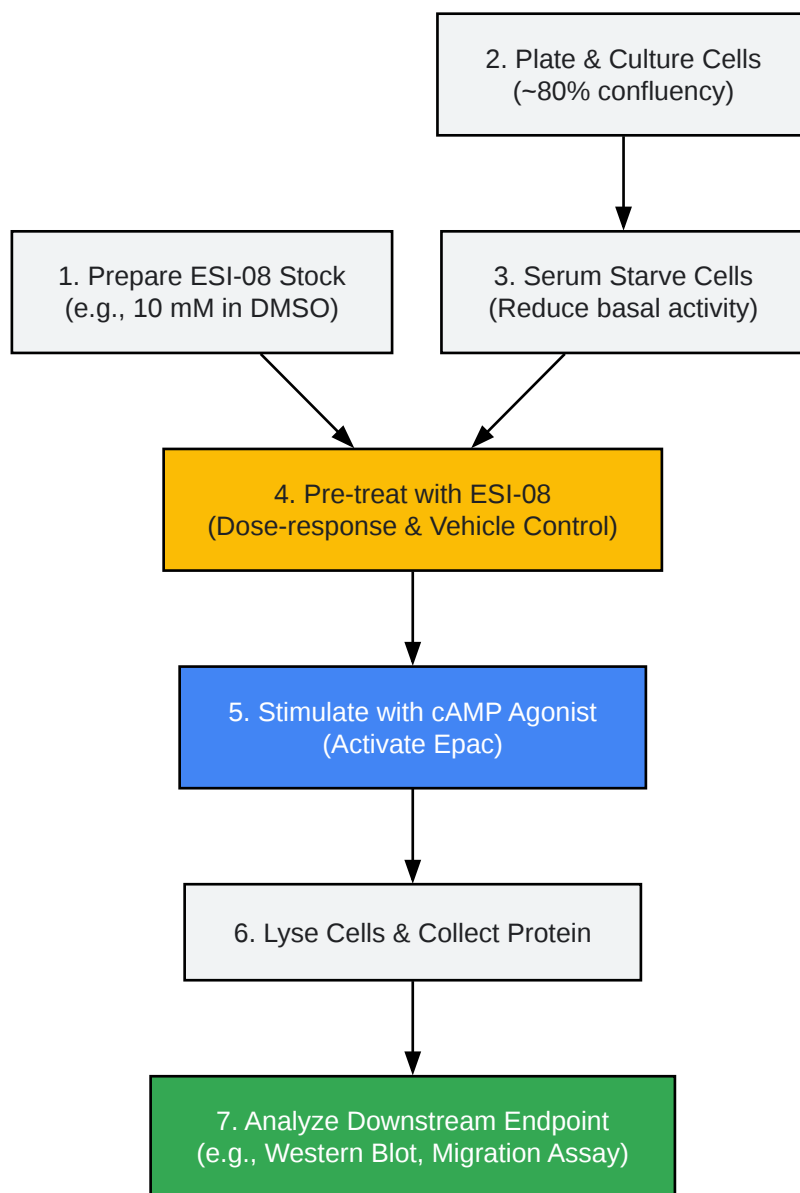 2. Plate & Culture Cells
(~80% confluency)
1. Prepare ESI-08 Stock
(e.g., 10 mM in DMSO)
3. Serum Starve Cells
(Reduce basal activity)
4. Pre-treat with ESI-08
(Dose-response & Vehicle Control)
5. Stimulate with cAMP Agonist
(Activate Epac)
6. Lyse Cells & Collect Protein
7. Analyze Downstream Endpoint
(e.g., Western Blot, Migration Assay)